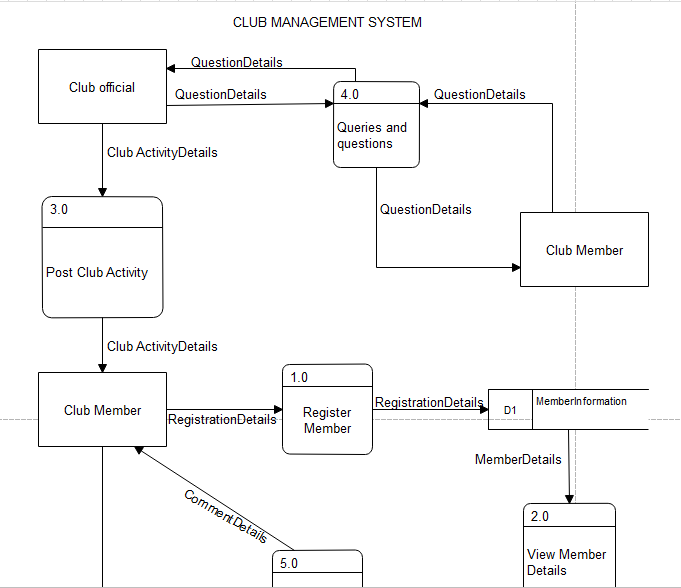 CLUB MANAGEMENT SYSTEM
QuestionDetails
Club official
QuestionDetails
4.0
QuestionDetails
Queries and
questions
Club ActivityDetails
3.0
QuestionDetails
Post Club Activity
Club Member
Club ActivityDetails
Club Member
1.0
RegistrationDetails
Register
Member
RegistrationDetails
D1
MemberInformation
MemberDetails
CommentDetails
2.0
View Member
Details
5.0